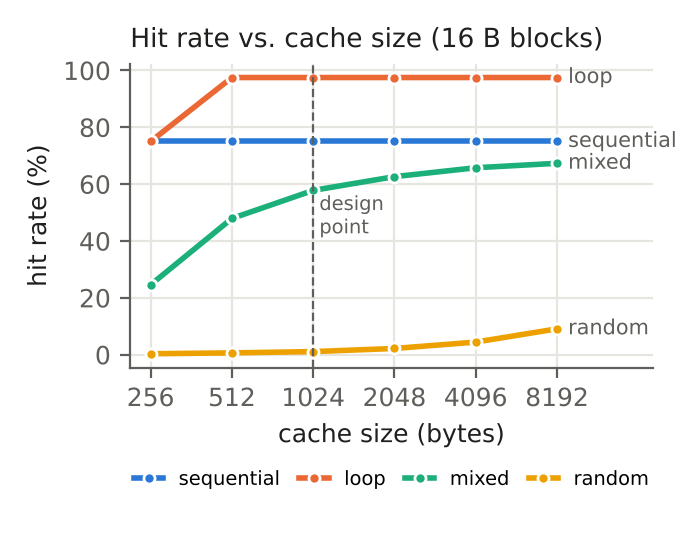 Hit rate vs. cache size (16 B blocks)
100
80
60
40
20
0
hit rate (%)
loop
sequential
mixed
design
point
random
256 512 1024 2048 4096 8192
cache size (bytes)
sequential loop mixed random